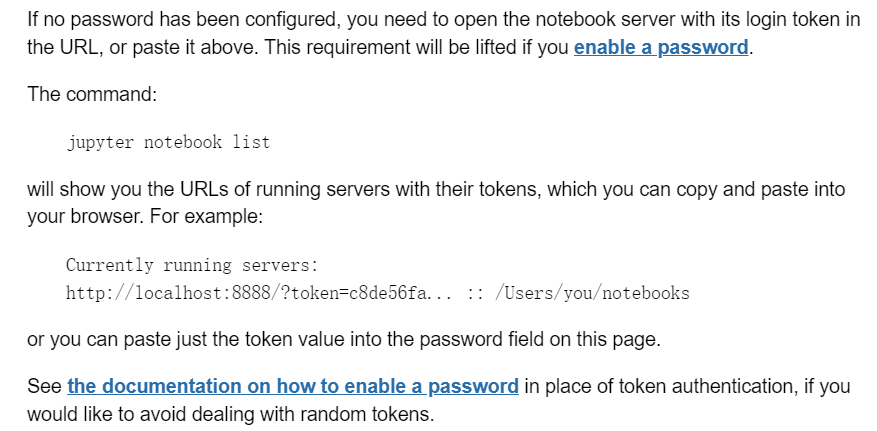 If no password has been configured, you need to open the notebook server with its login token in
the URL, or paste it above. This requirement will be lifted if you enable a password.
The command:
jupyter notebook list
will show you the URLs of running servers with their tokens, which you can copy and paste into
your browser. For example:
Currently running servers:
http://localhost:8888/?token=c8de56fa... :: /Users/you/notebooks
or you can paste just the token value into the password field on this page.
See the documentation on how to enable a password in place of token authentication, if you
would like to avoid dealing with random tokens.